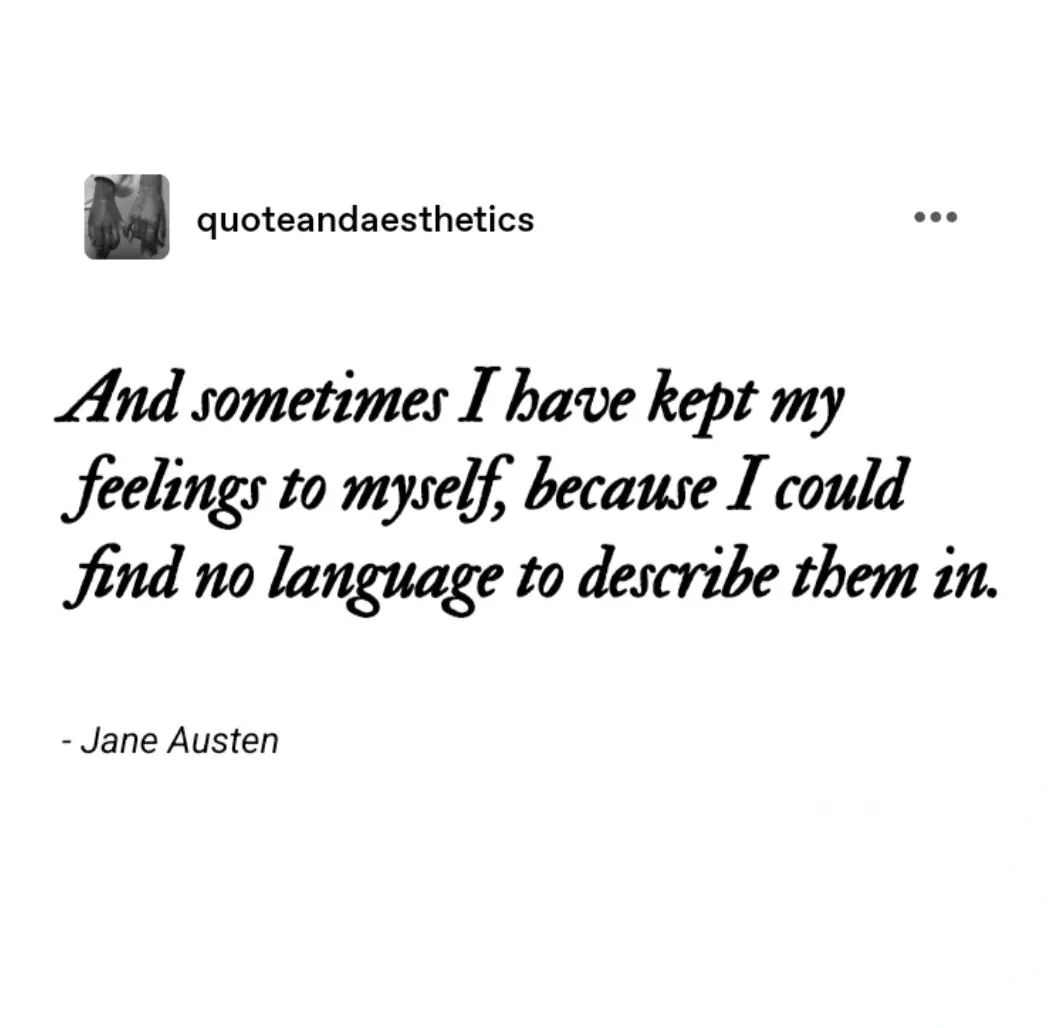 quoteandaesthetics
And sometimes I have kept my
feelings to myself, because I could
find no language to describe them in.
- Jane Austen